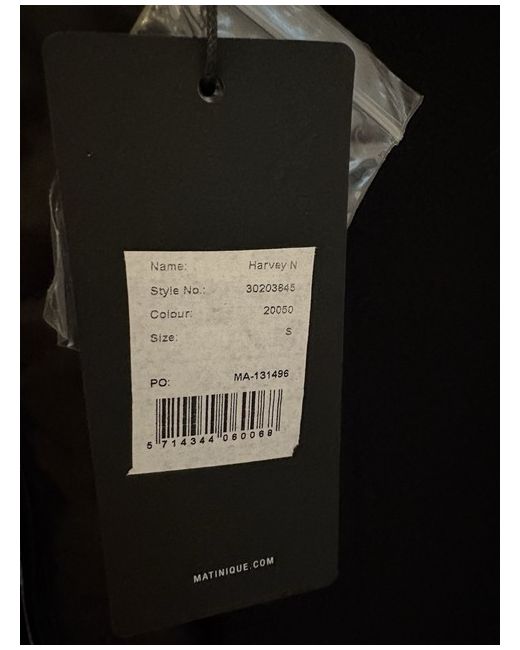 Name: Harvey N
Style No.: 30203845
Colour: 20050
Size: S
PO: MA-131496
5 714344 060068
MATINIQUE.COM